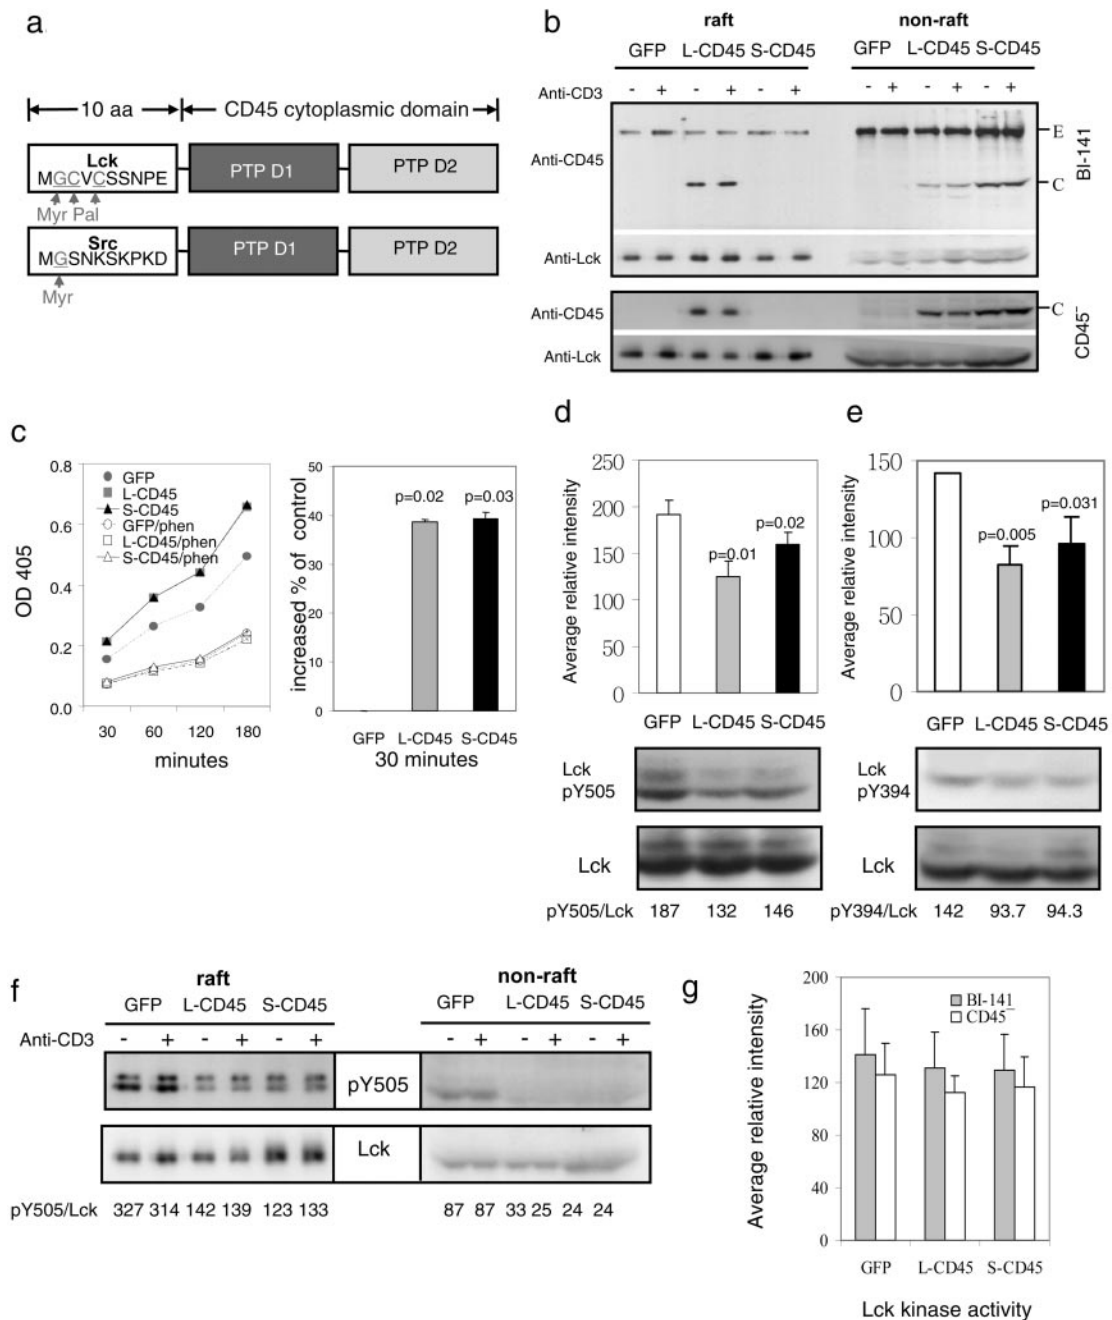 a
10 aa
CD45 cytoplasmic domain
Lck
MGCVCSSNPE
PTP D1
PTP D2
Myr Pal
Src
MGSNKSKPKD
PTP D1
PTP D2
Myr
b
raft
non-raft
GFP L-CD45 S-CD45
GFP L-CD45 S-CD45
Anti-CD3
- + - + - +
- + - + - +
Anti-CD45
E
C
BI-141
Anti-Lck
Anti-CD45
C
Anti-Lck
CD45⁻
c
OD 405
0.8
0.6
0.4
0.2
0.0
GFP
L-CD45
S-CD45
GFP/phen
L-CD45/phen
S-CD45/phen
30 60 120 180
minutes
increased % of control
50
40
30
20
10
0
p=0.02
p=0.03
GFP L-CD45 S-CD45
30 minutes
d
Average relative intensity
250
200
150
100
50
0
p=0.01
p=0.02
GFP L-CD45 S-CD45
Lck
pY505
Lck
pY505/Lck 187 132 146
e
Average relative intensity
150
100
50
0
p=0.005
p=0.031
GFP L-CD45 S-CD45
Lck
pY394
Lck
pY394/Lck 142 93.7 94.3
f
raft
non-raft
GFP L-CD45 S-CD45
GFP L-CD45 S-CD45
Anti-CD3
- + - + - +
- + - + - +
pY505
Lck
pY505/Lck 327 314 142 139 123 133
87 87 33 25 24 24
g
Average relative intensity
200
160
120
80
40
0
BI-141
CD45⁻
GFP L-CD45 S-CD45
Lck kinase activity